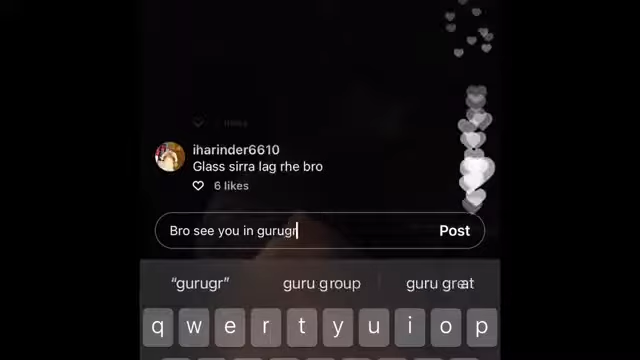 iharinder6610
Glass sirra lag rhe bro
6 likes
Bro see you in gurugr
Post
“gurugr”
guru group
guru great
q w e r t y u i o p